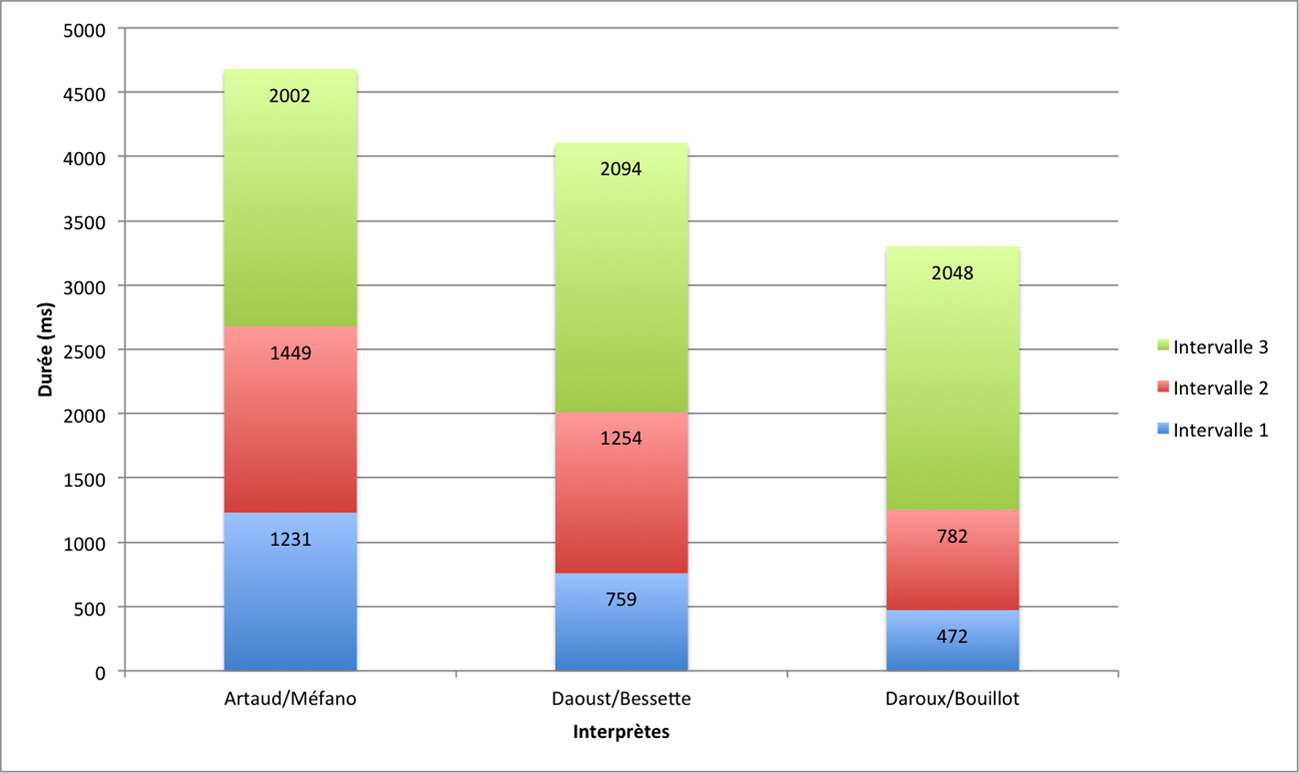 5000
4500
4000
3500
3000
2500
2000
1500
1000
500
0
Durée (ms)
2002
1449
1231
2094
1254
759
2048
782
472
Artaud/Méfano
Daoust/Bessette
Daroux/Bouillot
Interprètes
Intervalle 3
Intervalle 2
Intervalle 1